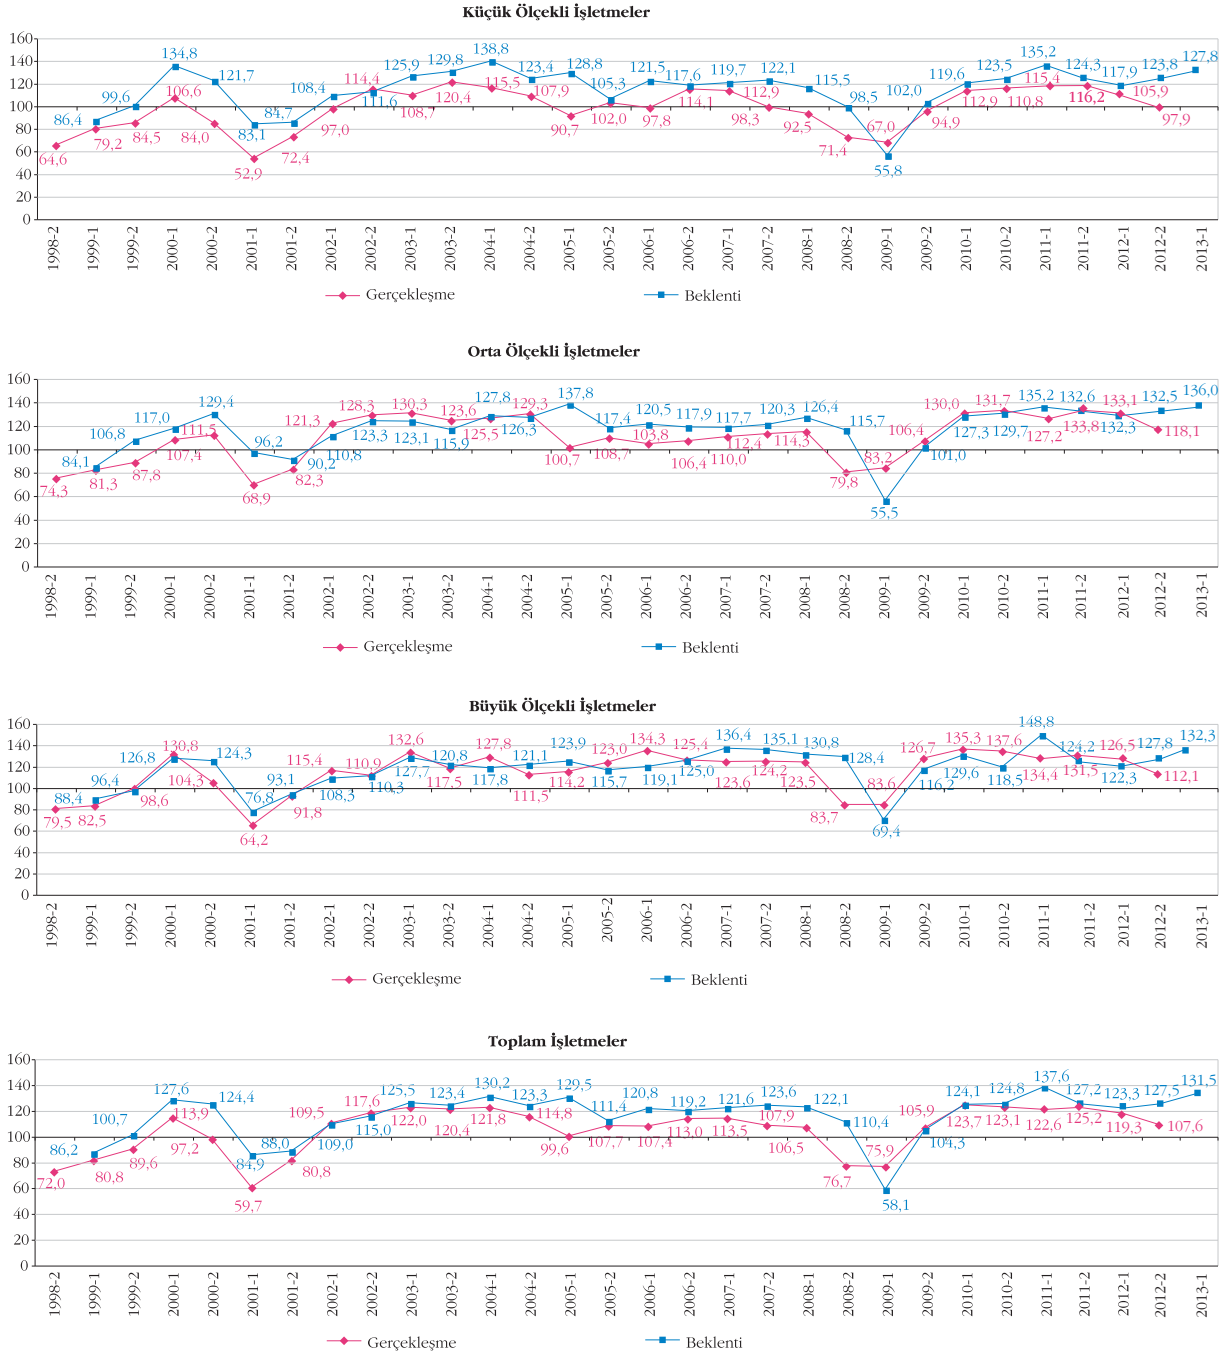 Küçük Ölçekli İşletmeler
160
140
120
100
80
60
40
20
0
64,6 79,2 84,5 106,6 84,0 52,9 72,4 97,0 114,4 108,7 120,4 115,5 107,9 90,7 102,0 97,8 114,1 112,9 98,3 92,5 71,4 67,0 94,9 112,9 110,8 115,4 116,2 105,9 97,9
86,4 99,6 134,8 121,7 83,1 84,7 108,4 111,6 125,9 129,8 138,8 123,4 128,8 105,3 121,5 117,6 119,7 122,1 115,5 98,5 55,8 102,0 119,6 123,5 135,2 124,3 117,9 123,8 127,8
1998-2 1999-1 1999-2 2000-1 2000-2 2001-1 2001-2 2002-1 2002-2 2003-1 2003-2 2004-1 2004-2 2005-1 2005-2 2006-1 2006-2 2007-1 2007-2 2008-1 2008-2 2009-1 2009-2 2010-1 2010-2 2011-1 2011-2 2012-1 2012-2 2013-1
Gerçekleşme Beklenti
Orta Ölçekli İşletmeler
160
140
120
100
80
60
40
20
0
74,3 81,3 87,8 107,4 111,5 68,9 82,3 121,3 128,3 130,3 123,6 125,5 129,3 100,7 108,7 103,8 106,4 110,0 112,4 114,3 79,8 83,2 106,4 130,0 131,7 127,2 133,8 133,1 118,1
84,1 106,8 117,0 129,4 96,2 90,2 110,8 123,3 123,1 115,9 127,8 126,3 137,8 117,4 120,5 117,9 117,7 120,3 126,4 115,7 55,5 101,0 127,3 129,7 135,2 132,6 132,3 132,5 136,0
1998-2 1999-1 1999-2 2000-1 2000-2 2001-1 2001-2 2002-1 2002-2 2003-1 2003-2 2004-1 2004-2 2005-1 2005-2 2006-1 2006-2 2007-1 2007-2 2008-1 2008-2 2009-1 2009-2 2010-1 2010-2 2011-1 2011-2 2012-1 2012-2 2013-1
Gerçekleşme Beklenti
Büyük Ölçekli İşletmeler
160
140
120
100
80
60
40
20
0
79,5 82,5 98,6 130,8 104,3 64,2 91,8 115,4 110,9 132,6 117,5 127,8 111,5 114,2 123,0 134,3 125,4 123,6 124,2 123,5 83,7 83,6 126,7 135,3 137,6 134,4 131,5 126,5 112,1
88,4 96,4 126,8 124,3 76,8 93,1 108,3 110,3 127,7 120,8 117,8 121,1 123,9 115,7 119,1 125,0 136,4 135,1 130,8 128,4 69,4 116,2 129,6 118,5 148,8 124,2 122,3 127,8 132,3
1998-2 1999-1 1999-2 2000-1 2000-2 2001-1 2001-2 2002-1 2002-2 2003-1 2003-2 2004-1 2004-2 2005-1 2005-2 2006-1 2006-2 2007-1 2007-2 2008-1 2008-2 2009-1 2009-2 2010-1 2010-2 2011-1 2011-2 2012-1 2012-2 2013-1
Gerçekleşme Beklenti
Toplam İşletmeler
160
140
120
100
80
60
40
20
0
72,0 80,8 89,6 113,9 97,2 59,7 80,8 109,5 117,6 122,0 120,4 121,8 114,8 99,6 107,7 107,4 113,0 113,5 107,9 106,5 76,7 75,9 105,9 123,7 123,1 122,6 125,2 119,3 107,6
86,2 100,7 127,6 124,4 84,9 88,0 109,0 115,0 125,5 123,4 130,2 123,3 129,5 111,4 120,8 119,2 121,6 123,6 122,1 110,4 58,1 104,3 124,1 124,8 137,6 127,2 123,3 127,5 131,5
1998-2 1999-1 1999-2 2000-1 2000-2 2001-1 2001-2 2002-1 2002-2 2003-1 2003-2 2004-1 2004-2 2005-1 2005-2 2006-1 2006-2 2007-1 2007-2 2008-1 2008-2 2009-1 2009-2 2010-1 2010-2 2011-1 2011-2 2012-1 2012-2 2013-1
Gerçekleşme Beklenti